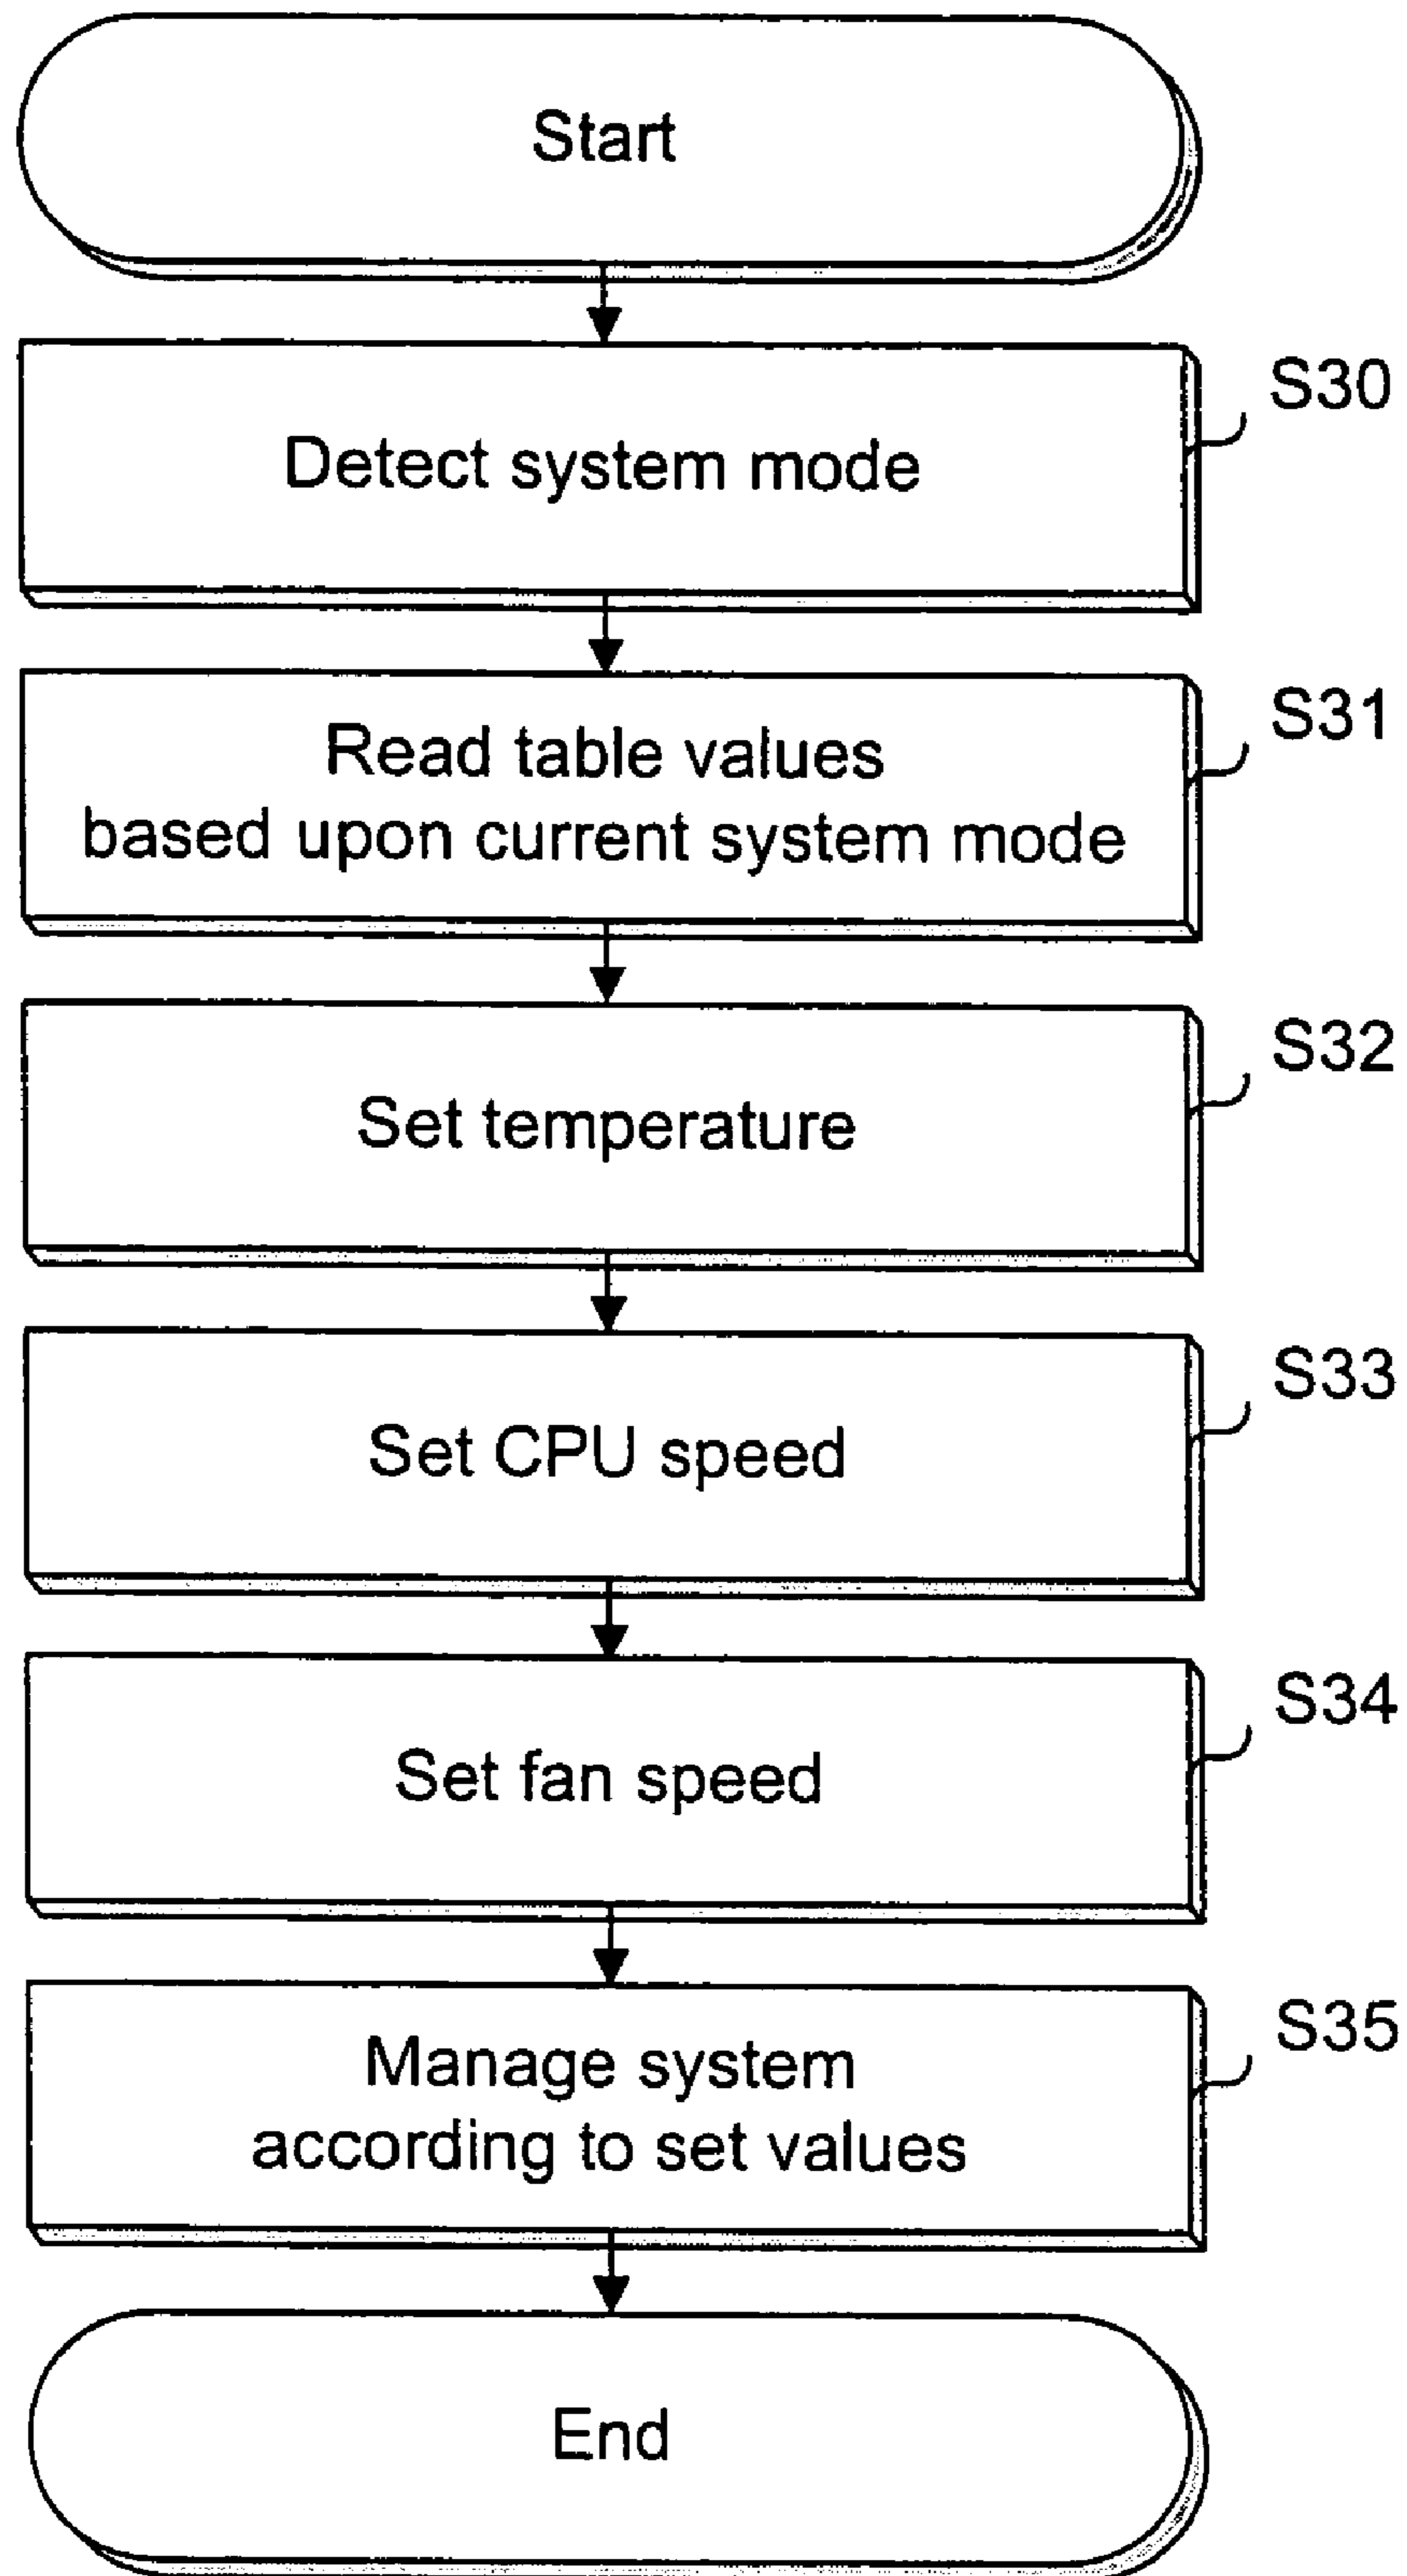 Start
S30
Detect system mode
S31
Read table values
based upon current system mode
S32
Set temperature
S33
Set CPU speed
S34
Set fan speed
S35
Manage system
according to set values
End